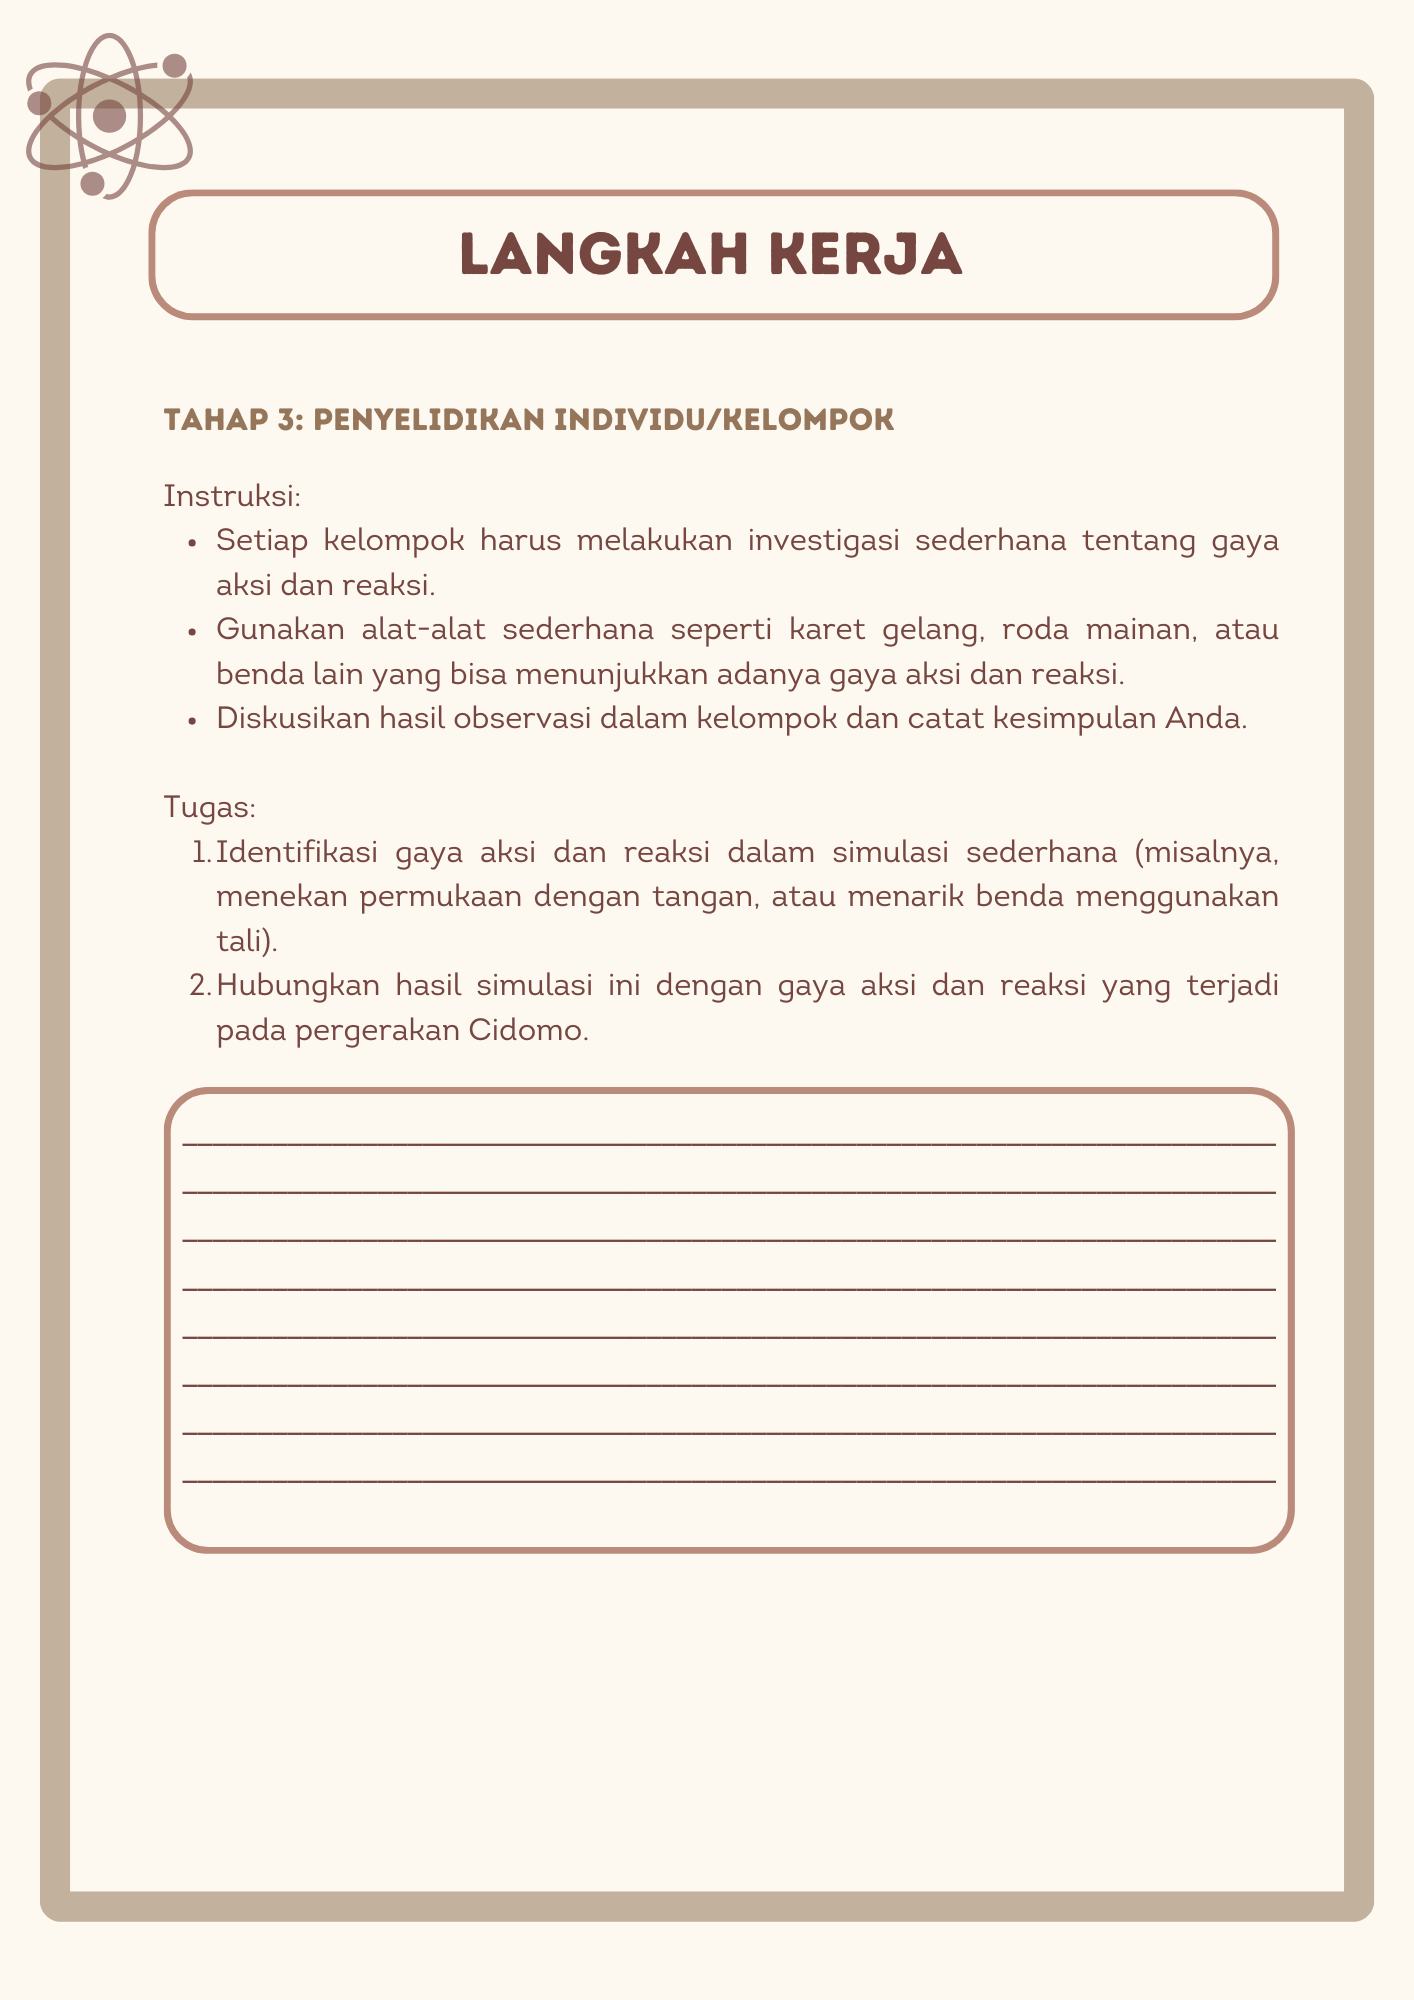 LANGKAH KERJA
TAHAP 3: PENYELIDIKAN INDIVIDU/KELOMPOK
Instruksi:
• Setiap kelompok harus melakukan investigasi sederhana tentang gaya
aksi dan reaksi.
• Gunakan alat-alat sederhana seperti karet gelang, roda mainan, atau
benda lain yang bisa menunjukkan adanya gaya aksi dan reaksi.
• Diskusikan hasil observasi dalam kelompok dan catat kesimpulan Anda.
Tugas:
1. Identifikasi gaya aksi dan reaksi dalam simulasi sederhana (misalnya,
menekan permukaan dengan tangan, atau menarik benda menggunakan
tali).
2. Hubungkan hasil simulasi ini dengan gaya aksi dan reaksi yang terjadi
pada pergerakan Cidomo.